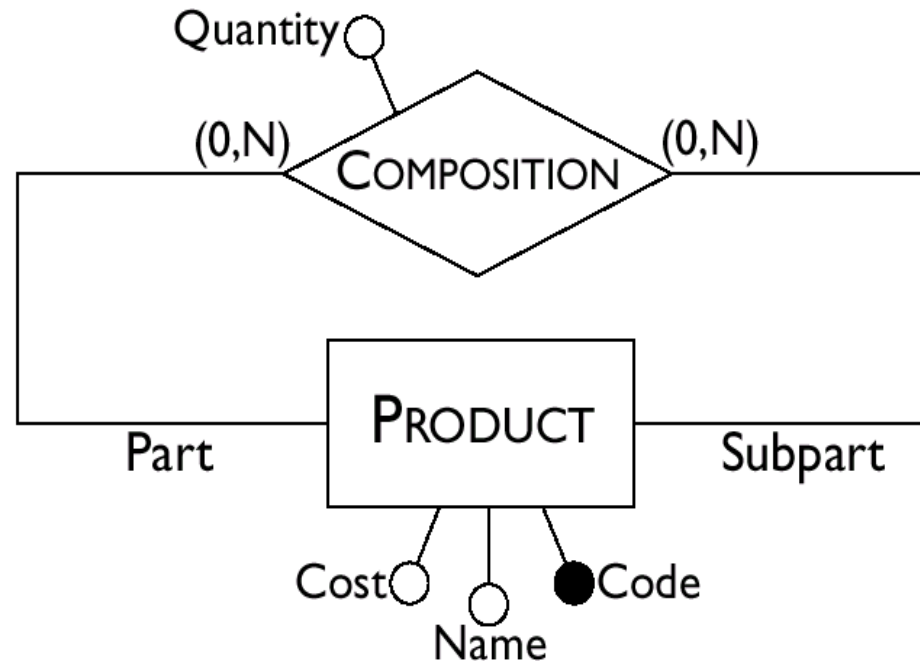 Quantity
(0,N)
(0,N)
COMPOSITION
PRODUCT
Part
Subpart
Cost
Code
Name